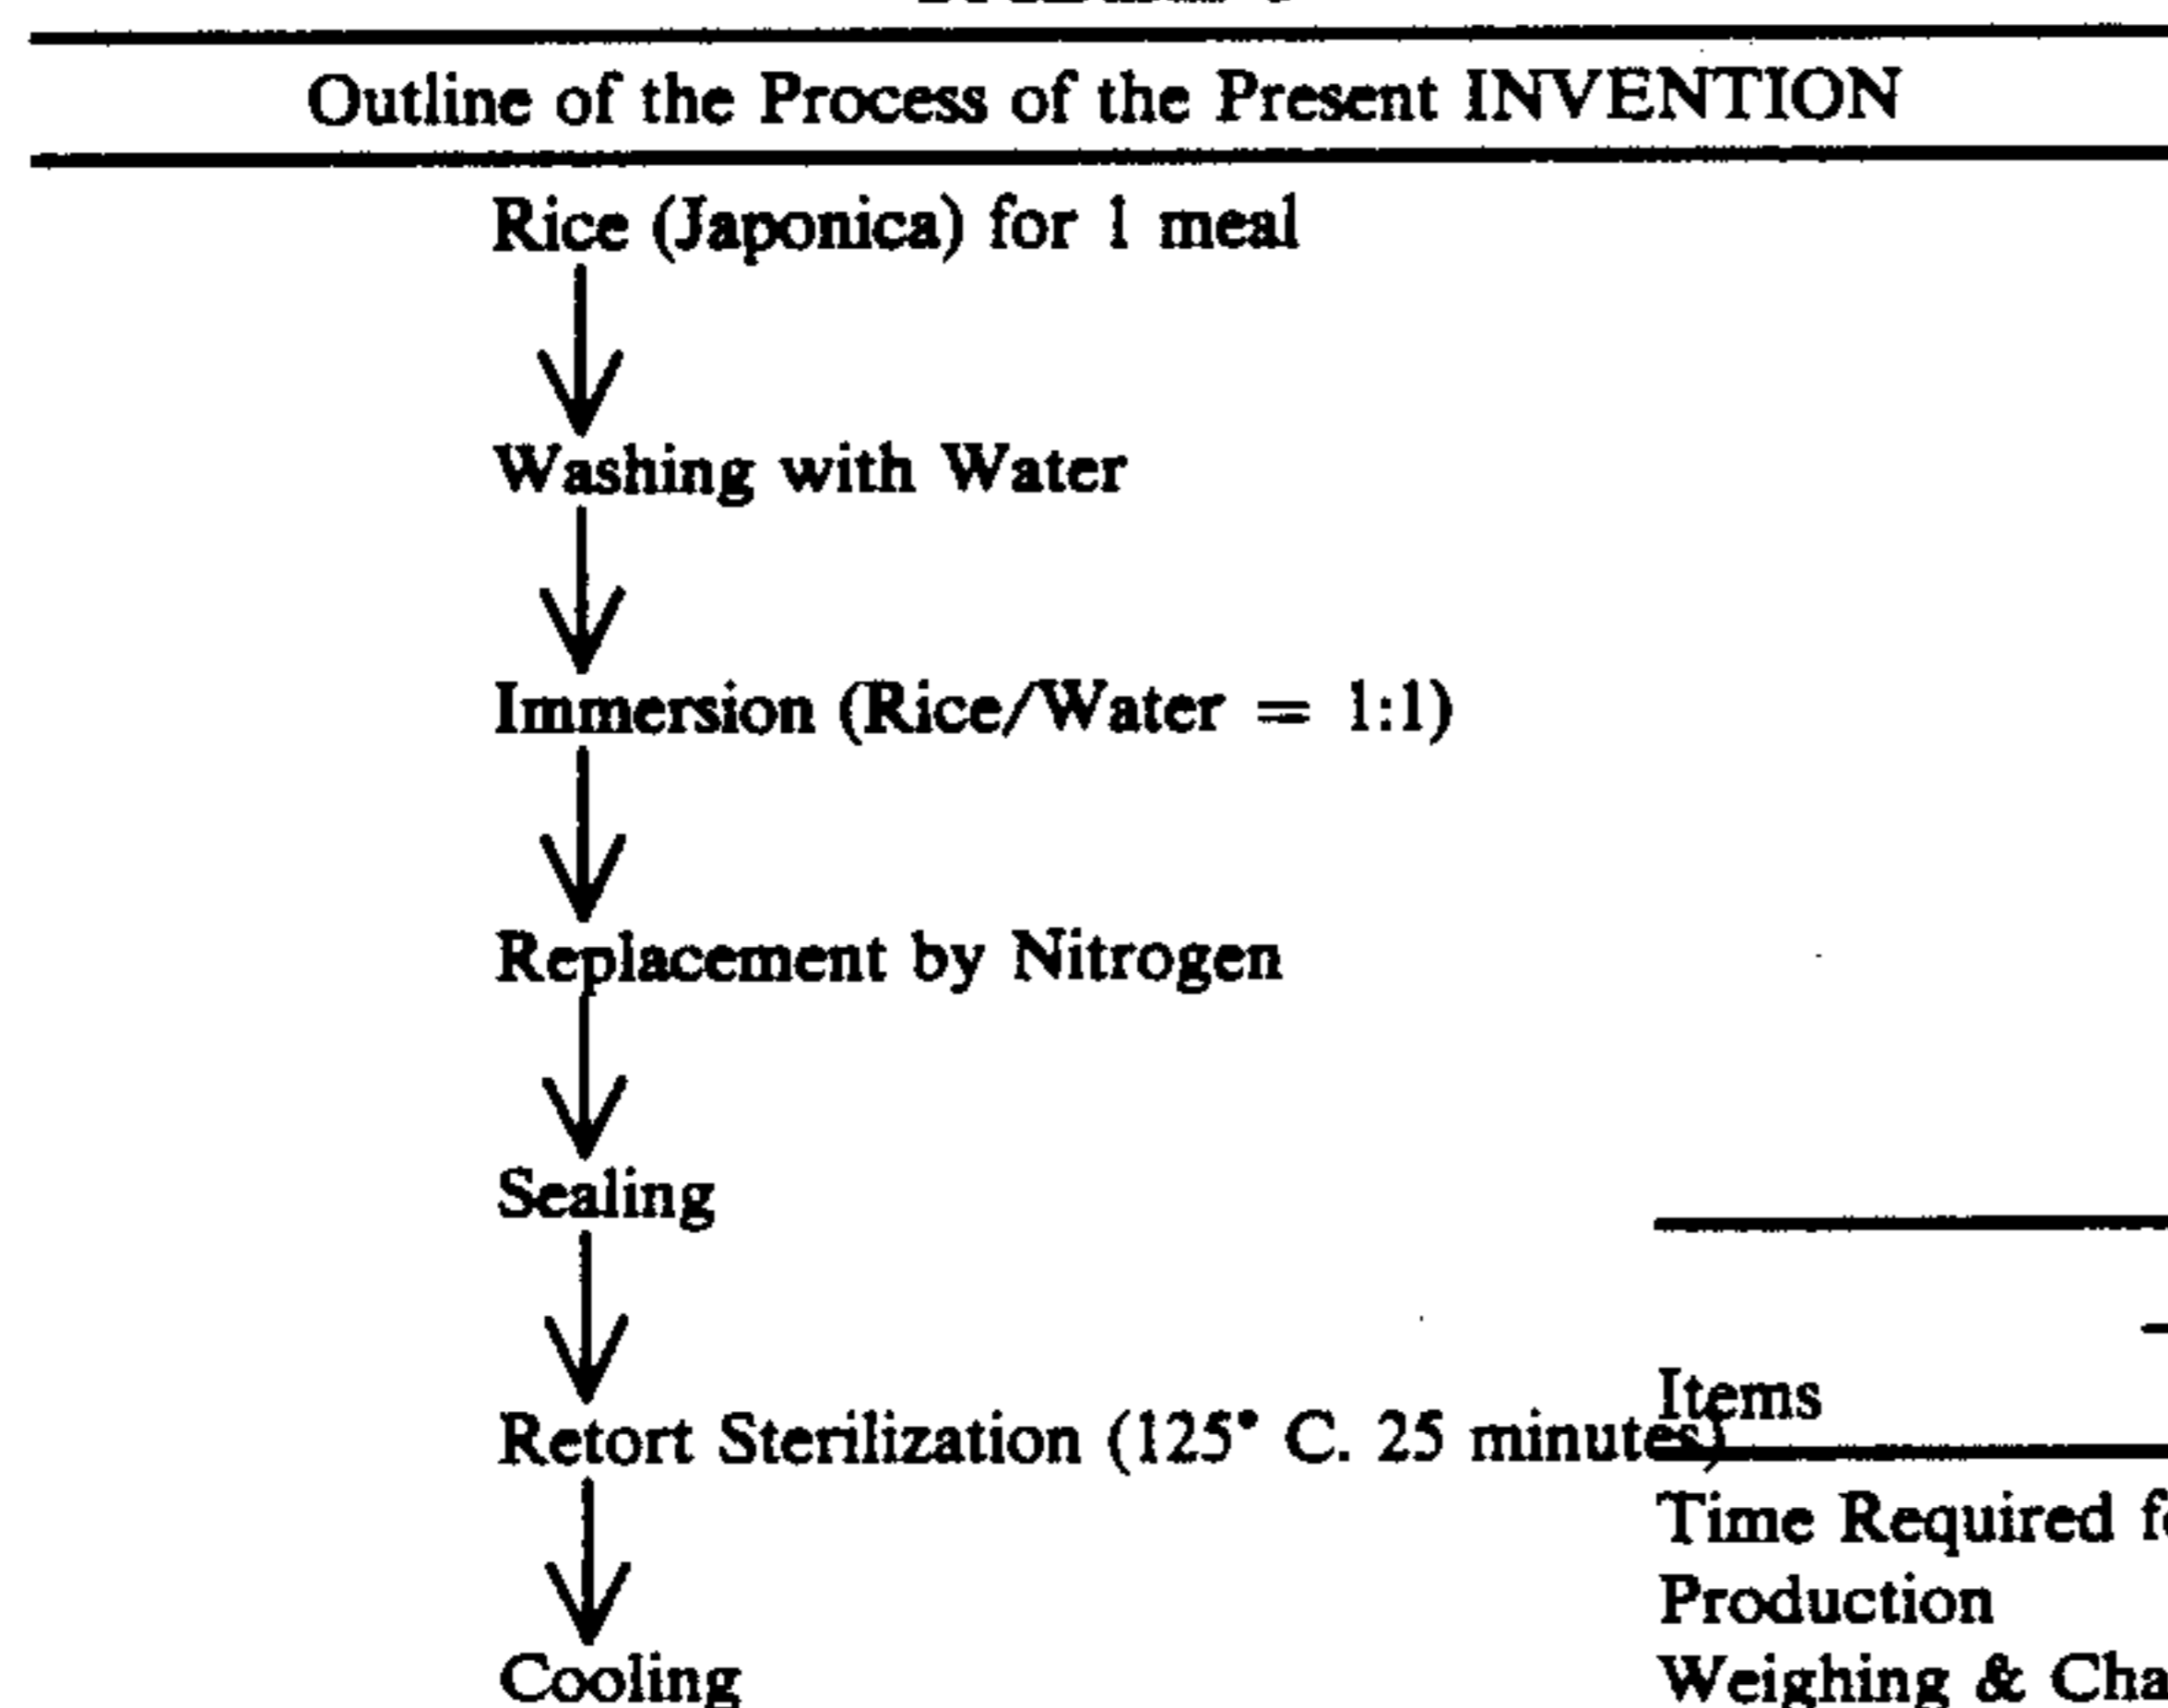 Outline of the Process of the Present INVENTION
Rice (Japonica) for 1 meal
Washing with Water
Immersion (Rice/Water = 1:1)
Replacement by Nitrogen
Sealing
Retort Sterilization (125° C. 25 minutes)
Cooling
Items
Time Required
Production
Weighing &